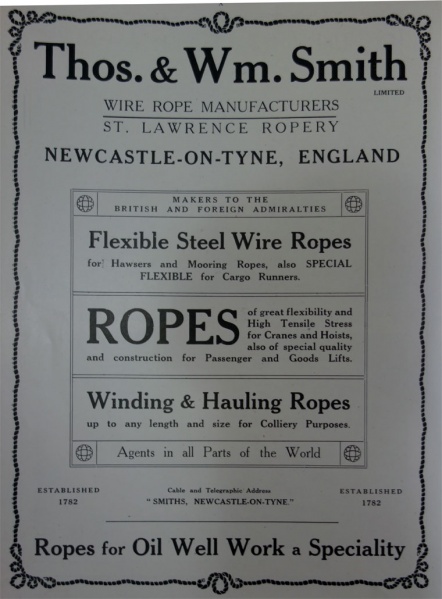 Thos. & Wm. Smith
LIMITED
WIRE ROPE MANUFACTURERS
ST. LAWRENCE ROPERY
NEWCASTLE-ON-TYNE, ENGLAND
MAKERS TO THE
BRITISH AND FOREIGN ADMIRALTIES
Flexible Steel Wire Ropes
for Hawsers and Mooring Ropes, also SPECIAL
FLEXIBLE for Cargo Runners.
ROPES
of great flexibility and
High Tensile Stress
for Cranes and Hoists,
also of special quality
and construction for Passenger and Goods Lifts.
Winding & Hauling Ropes
up to any length and size for Colliery Purposes.
Agents in all Parts of the World
ESTABLISHED
1782
Cable and Telegraphic Address
"SMITHS, NEWCASTLE-ON-TYNE."
ESTABLISHED
1782
Ropes for Oil Well Work a Speciality